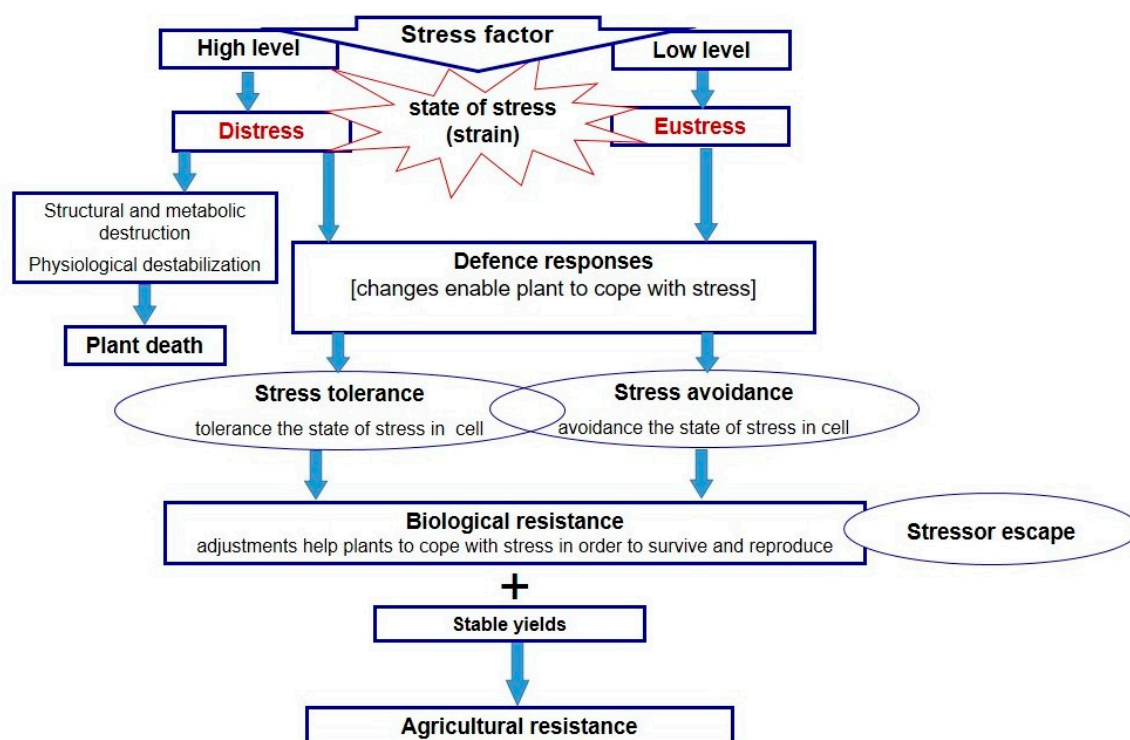 Stress factor
High level
Low level
state of stress
(strain)
Distress
Eustress
Structural and metabolic
destruction
Physiological destabilization
Defence responses
[changes enable plant to cope with stress]
Plant death
Stress tolerance
tolerance the state of stress in cell
Stress avoidance
avoidance the state of stress in cell
Biological resistance
adjustments help plants to cope with stress in order to survive and reproduce
Stressor escape
+
Stable yields
Agricultural resistance